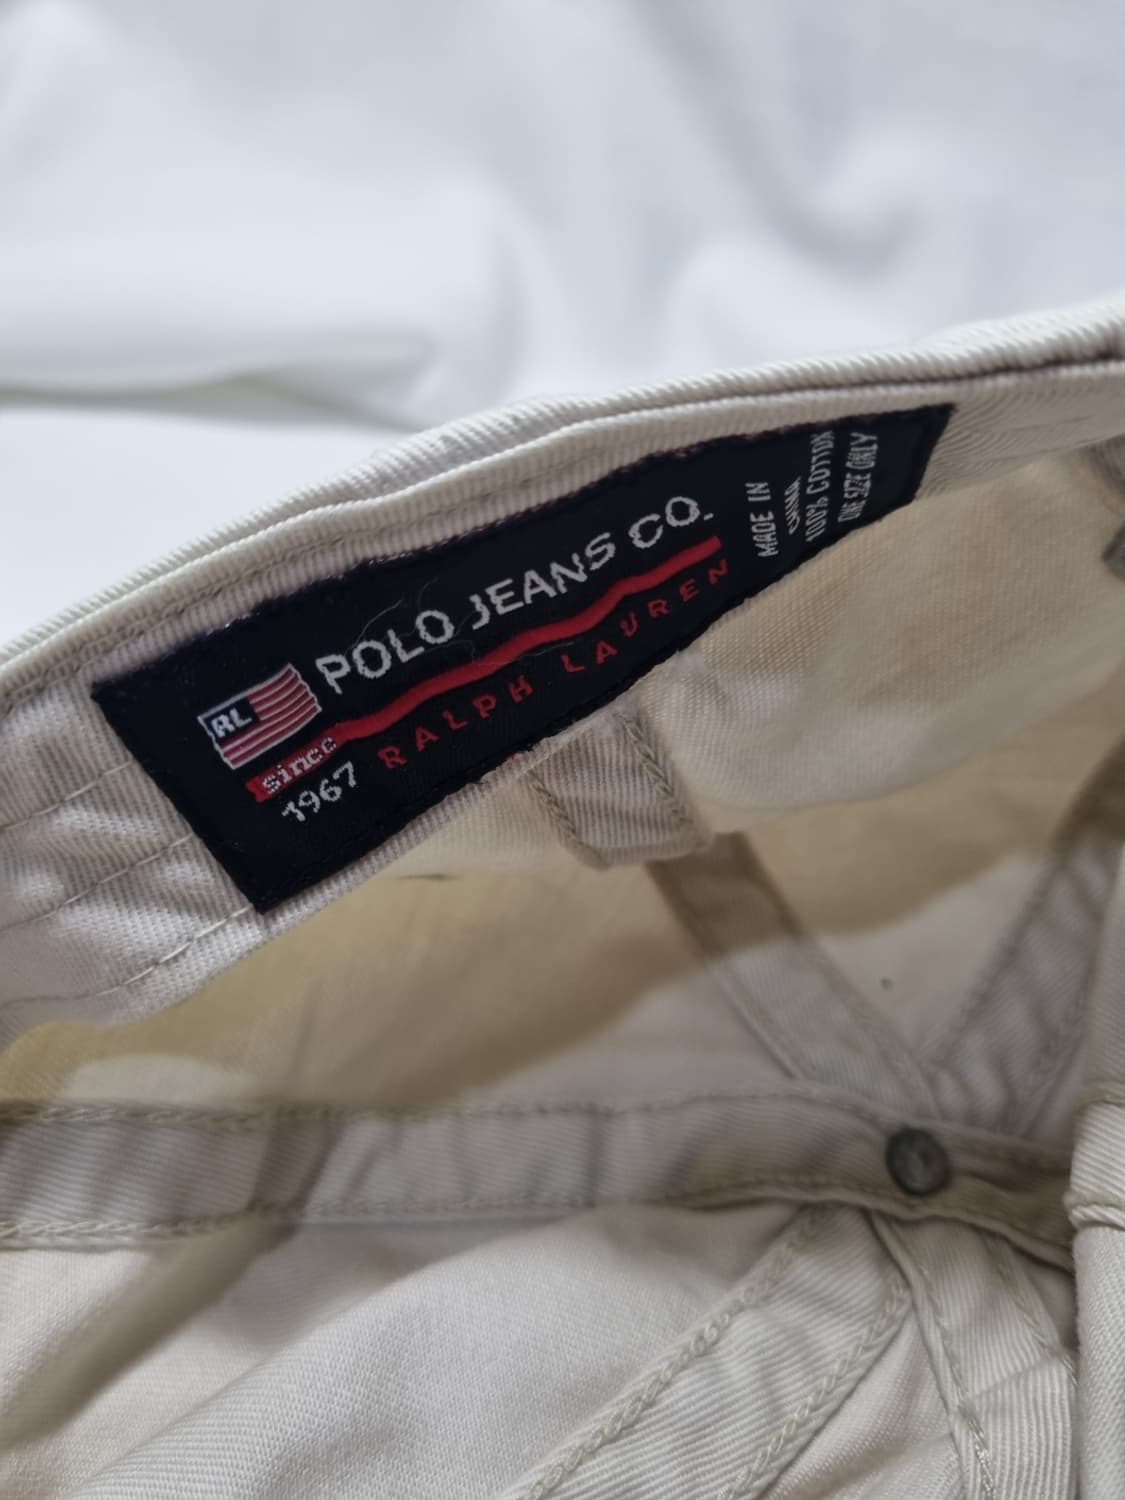 RL
POLO JEANS CO.
since
1967
RALPH LAUREN
MADE IN
CHINA
100% COTTON
ONE SIZE ONLY